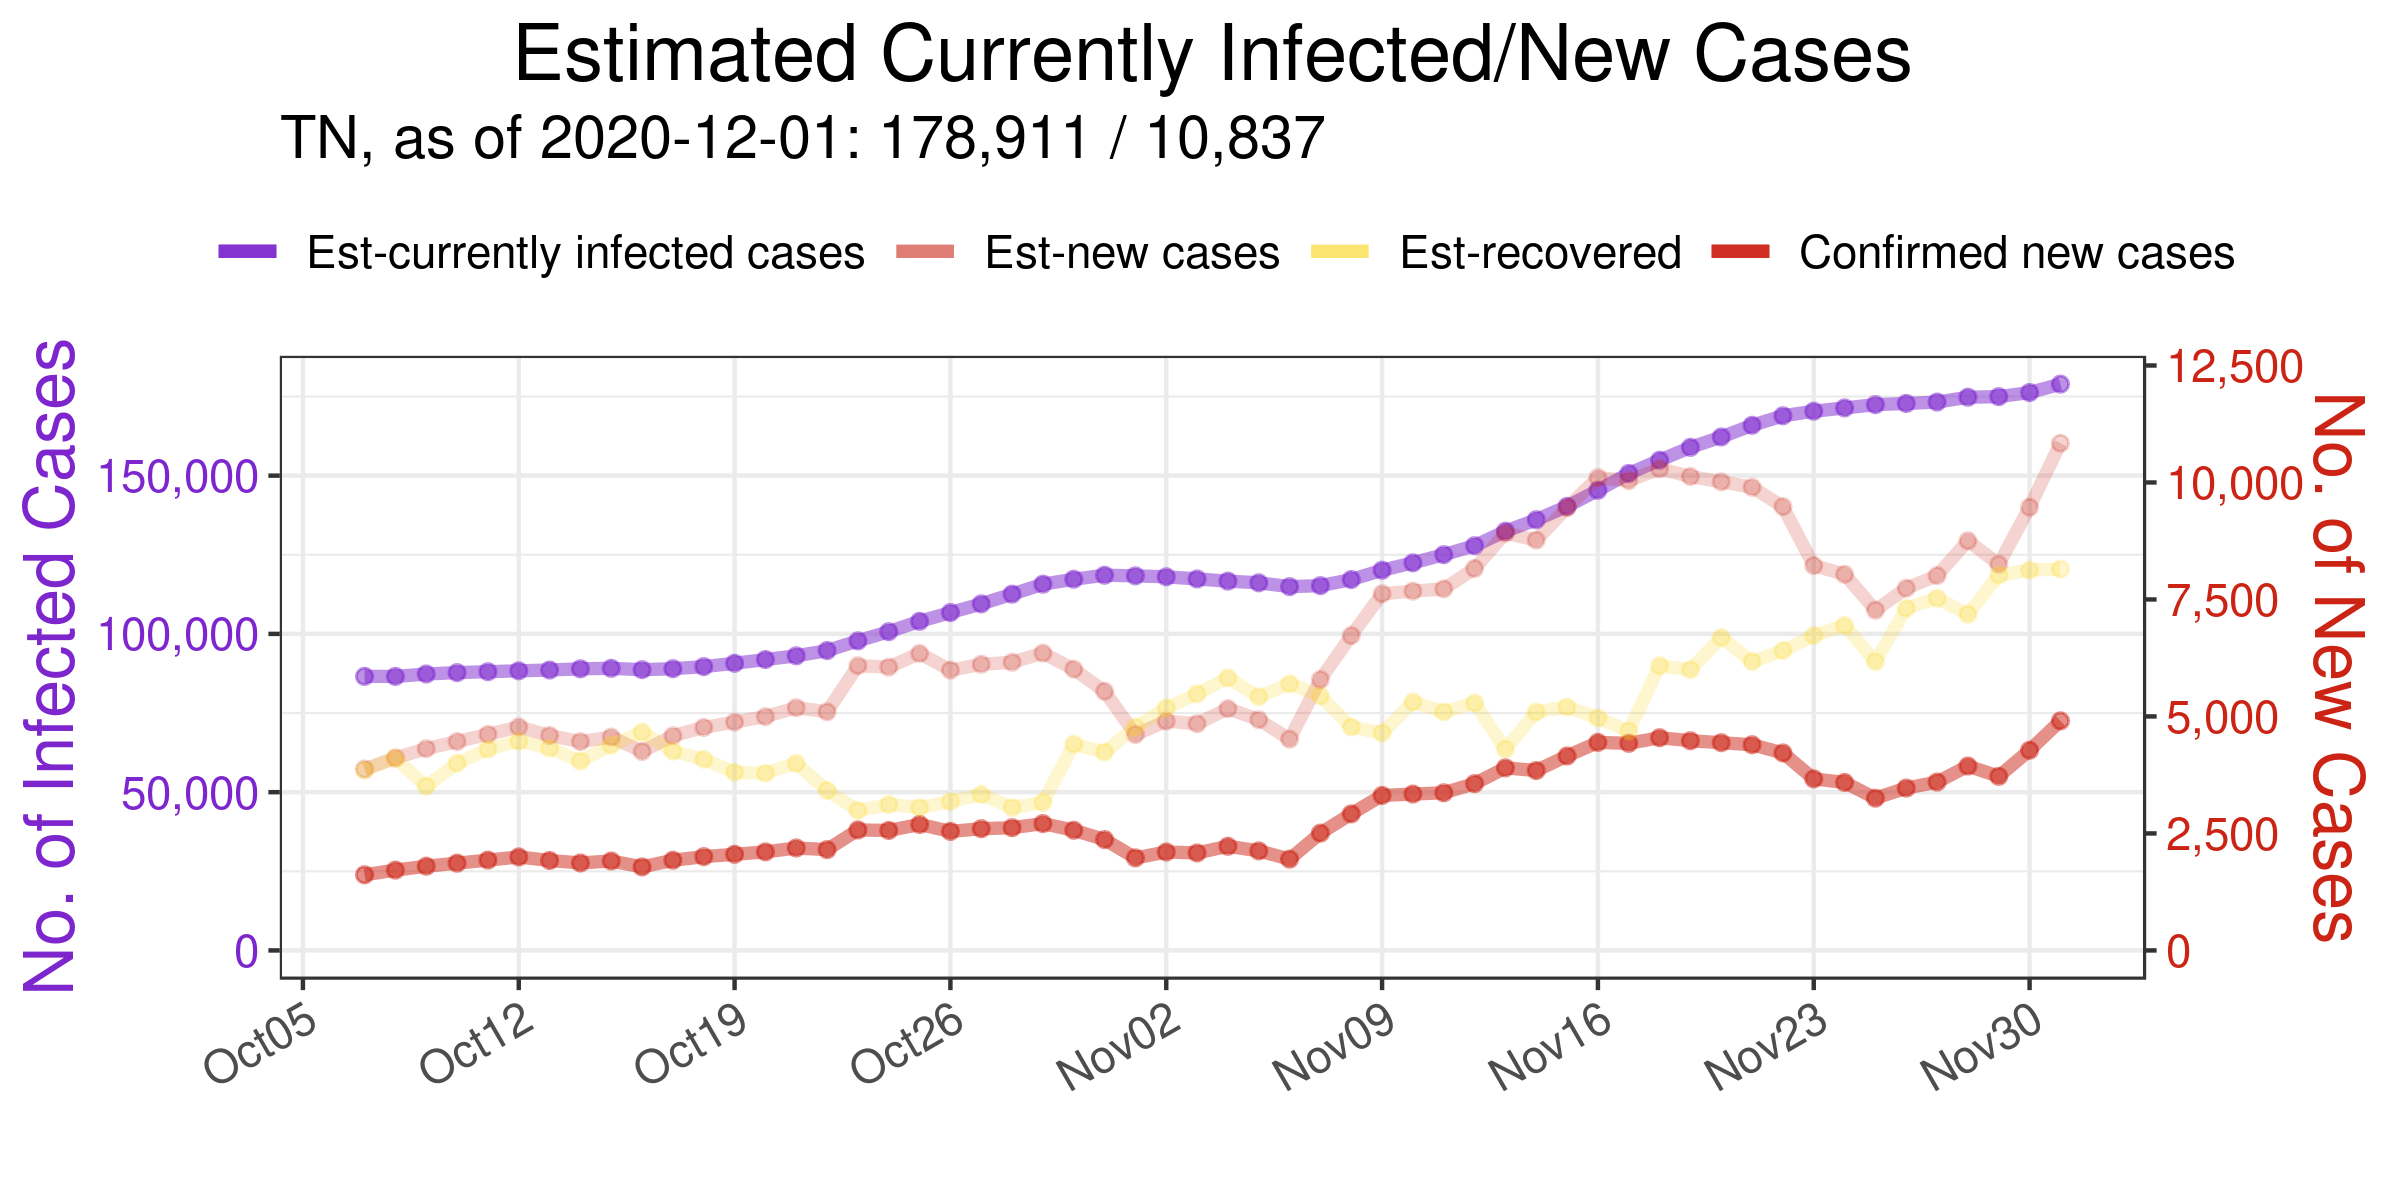 Estimated Currently Infected/New Cases
TN, as of 2020-12-01: 178,911 / 10,837
Est-currently infected cases Est-new cases Est-recovered Confirmed new cases
No. of Infected Cases
150,000
100,000
50,000
0
12,500
10,000
7,500
5,000
2,500
0
No. of New Cases
Oct05 Oct12 Oct19 Oct26 Nov02 Nov09 Nov16 Nov23 Nov30